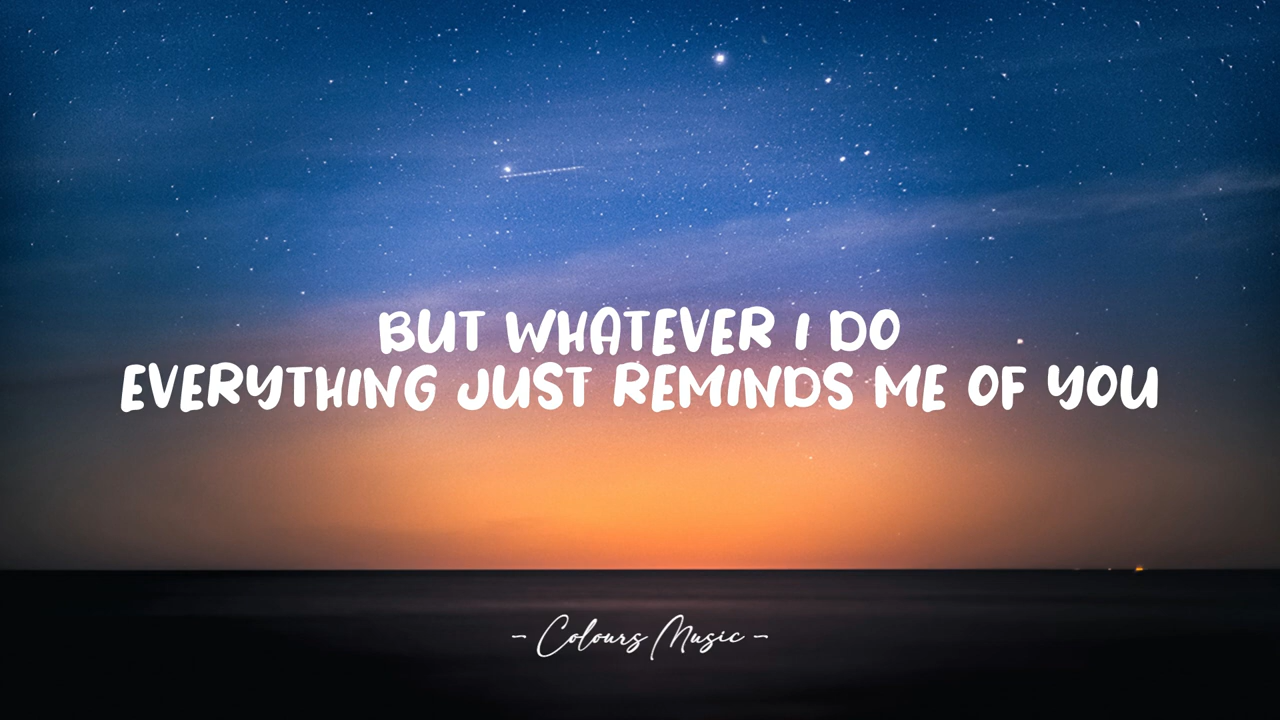 BUT WHATEVER I DO
EVERYTHING JUST REMINDS ME OF YOU
- Colours Music -